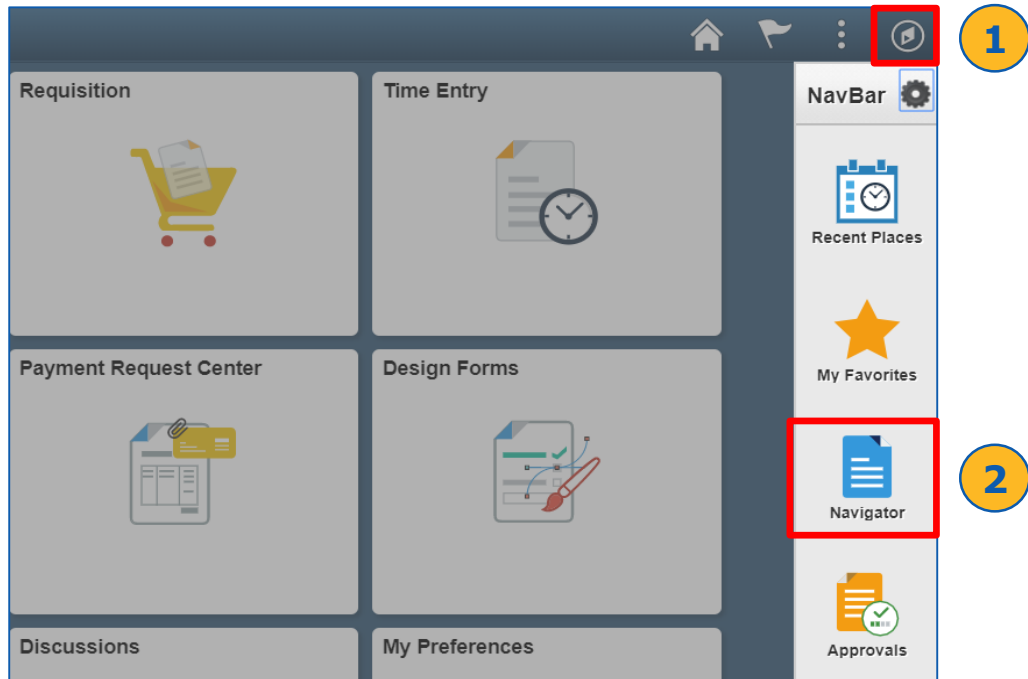 1
Requisition
Time Entry
NavBar
Recent Places
My Favorites
Payment Request Center
Design Forms
Navigator
2
Discussions
My Preferences
Approvals